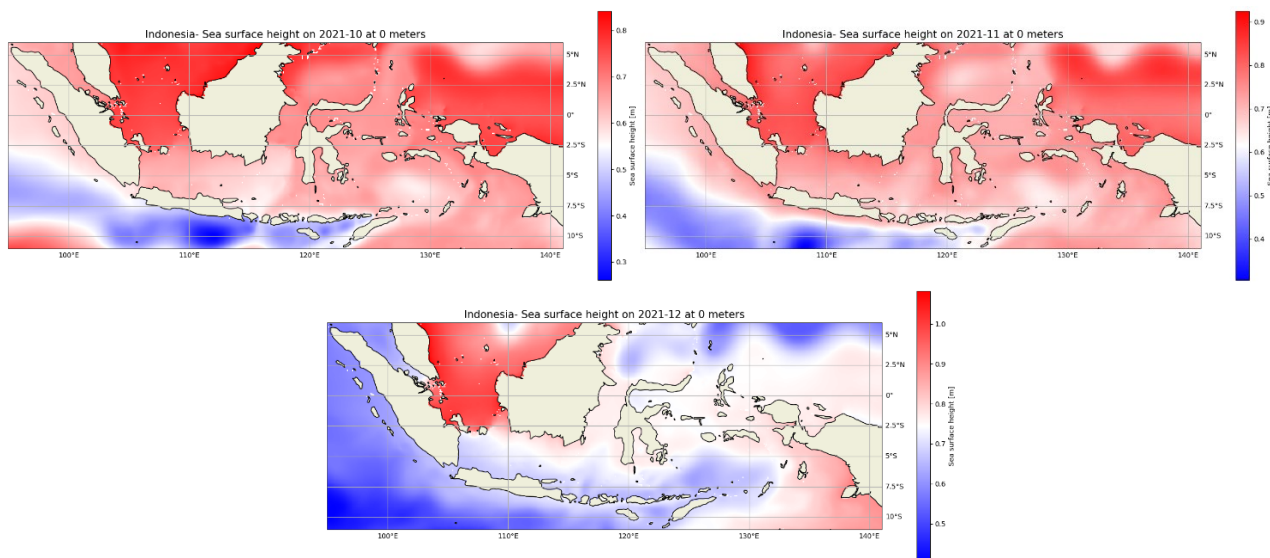 Indonesia- Sea surface height on 2021-10 at 0 meters
0.8
0.7
0.6
0.5
0.4
0.3
Sea surface height [m]
5°N
2.5°N
0°
2.5°S
5°S
7.5°S
10°S
100°E
110°E
120°E
130°E
140°E
Indonesia- Sea surface height on 2021-11 at 0 meters
0.9
0.8
0.7
0.6
0.5
0.4
Sea surface height [m]
5°N
2.5°N
0°
2.5°S
5°S
7.5°S
10°S
100°E
110°E
120°E
130°E
140°E
Indonesia- Sea surface height on 2021-12 at 0 meters
1.0
0.9
0.8
0.7
0.6
0.5
Sea surface height [m]
5°N
2.5°N
0°
2.5°S
5°S
7.5°S
10°S
100°E
110°E
120°E
130°E
140°E